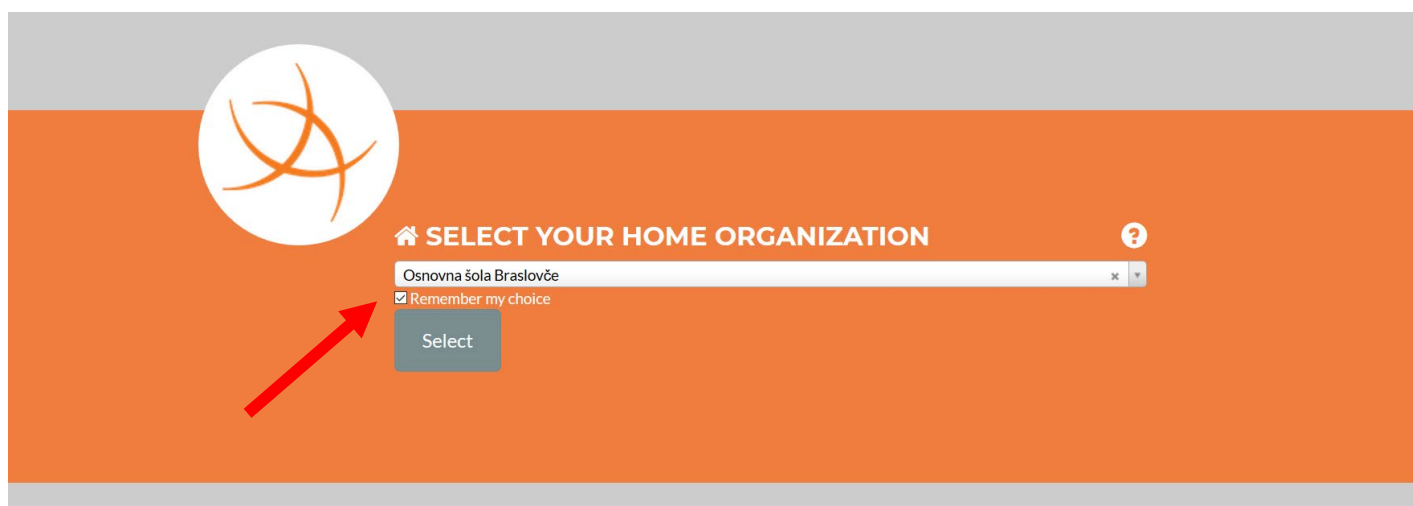 SELECT YOUR HOME ORGANIZATION ?
Osnovna šola Braslovče
Remember my choice
Select